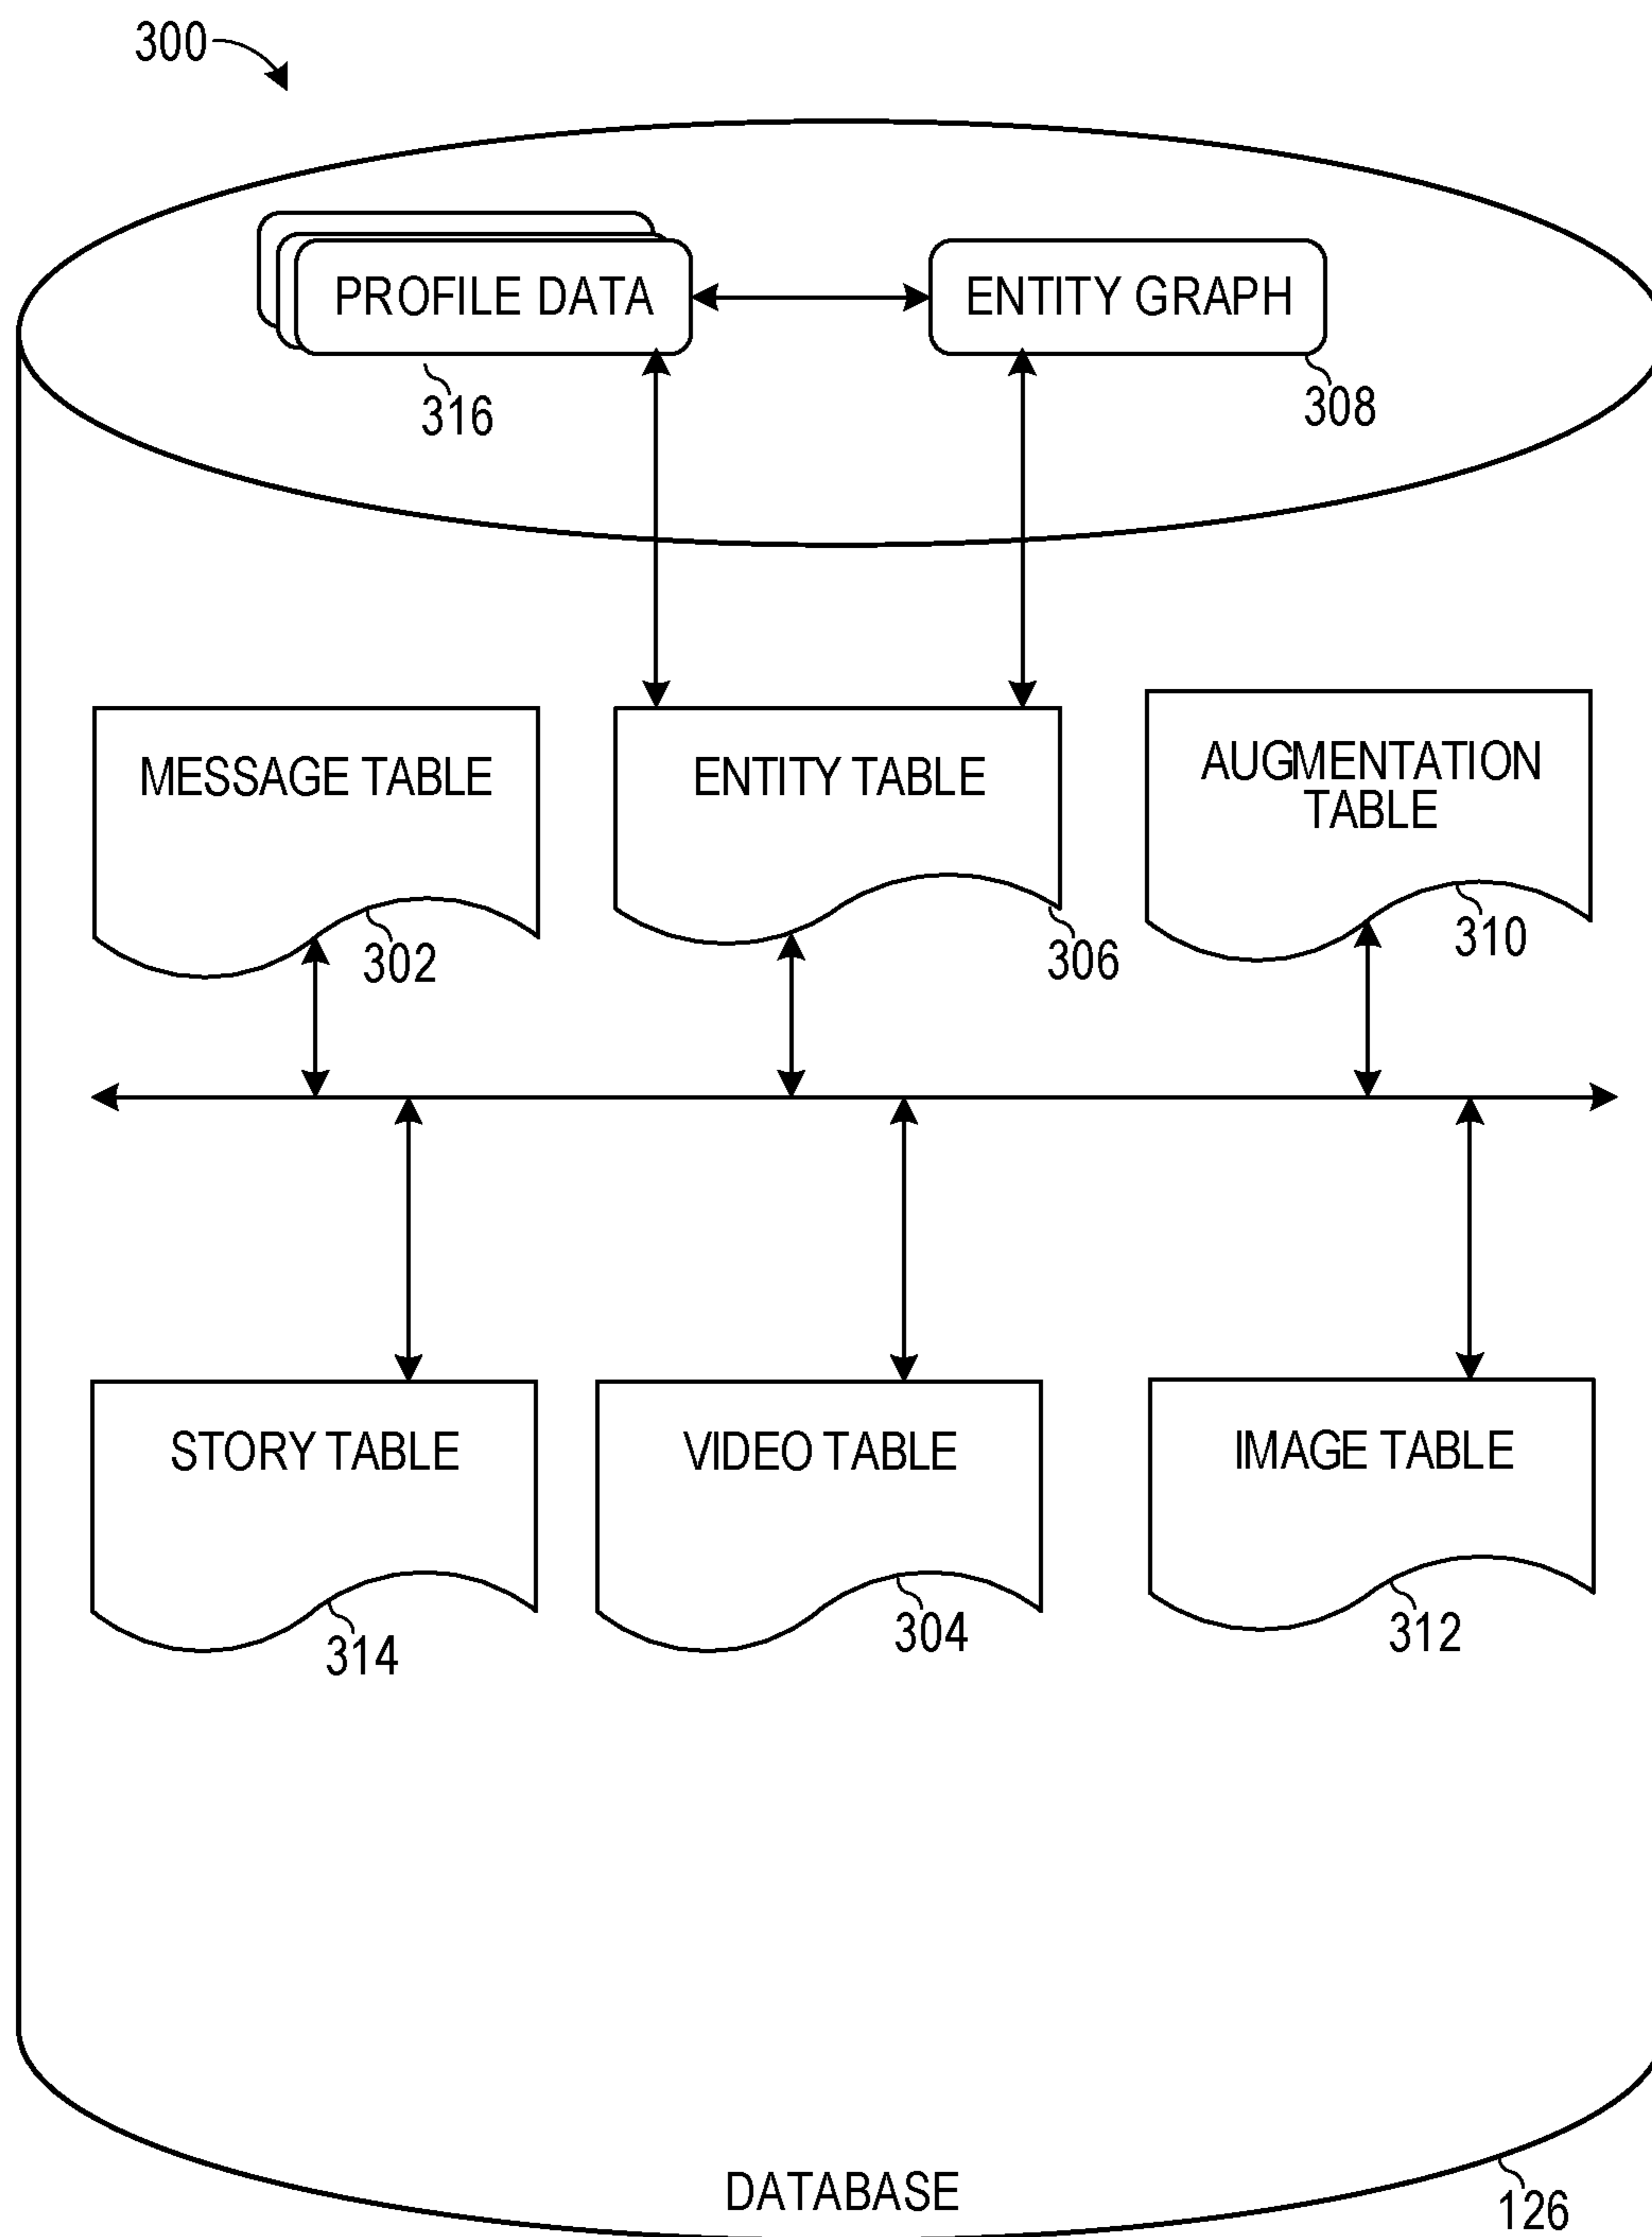 300
PROFILE DATA
ENTITY GRAPH
316
308
MESSAGE TABLE
ENTITY TABLE
AUGMENTATION
TABLE
302
306
310
STORY TABLE
VIDEO TABLE
IMAGE TABLE
314
304
312
DATABASE
126